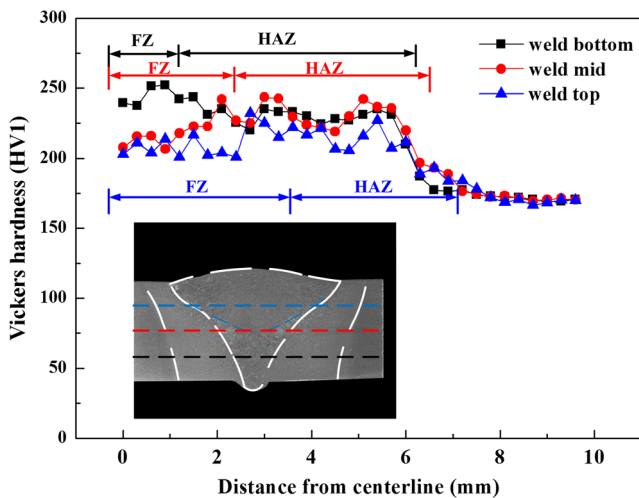 300
250
200
150
100
50
0
Vickers hardness (HV1)
FZ HAZ
FZ HAZ
weld bottom
weld mid
weld top
FZ HAZ
0 2 4 6 8 10
Distance from centerline (mm)